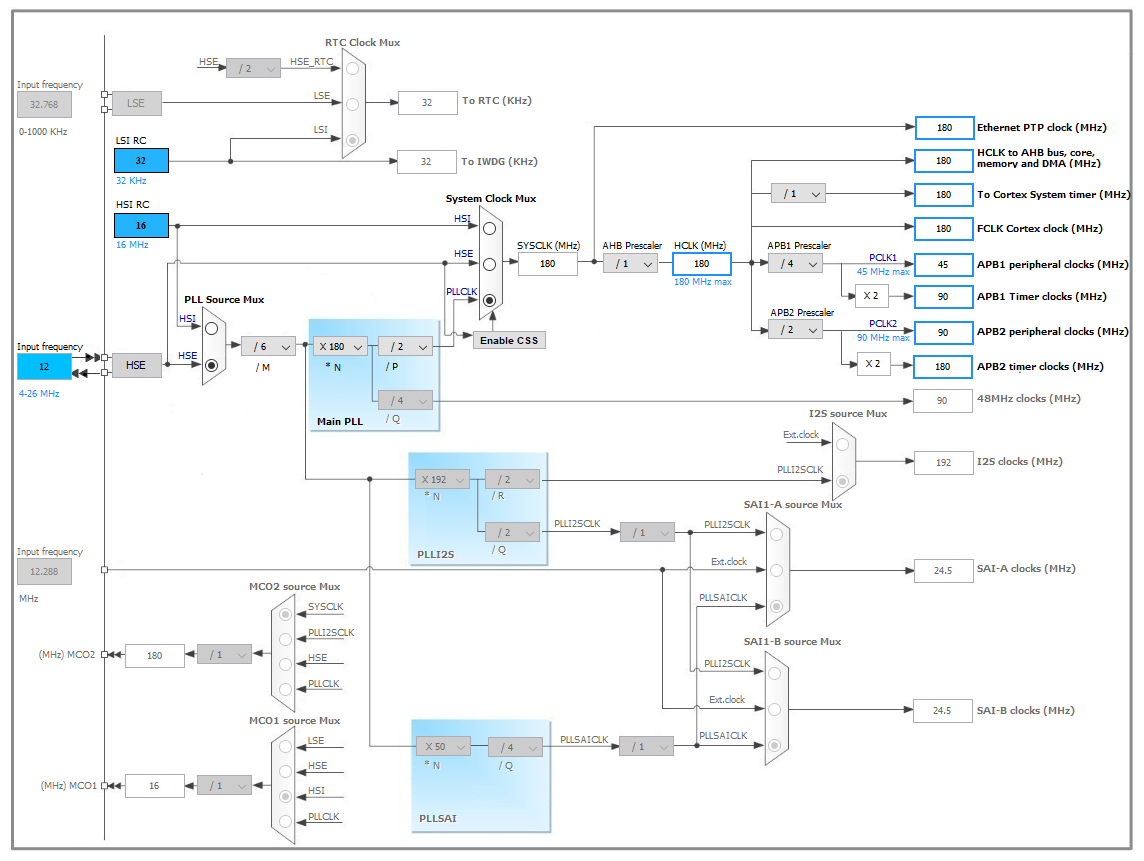 RTC Clock Mux
HSE
/ 2
HSE_RTC
Input frequency
32.768
0-1000 KHz
LSE
LSE
32
To RTC (KHz)
LSI
LSI RC
32
32 KHz
32
To IWDG (KHz)
180
Ethernet PTP clock (MHz)
180
HCLK to AHB bus, core,
memory and DMA (MHz)
/ 1
180
To Cortex System timer (MHz)
180
FCLK Cortex clock (MHz)
HSI RC
16
16 MHz
System Clock Mux
HSI
HSE
PLLCLK
SYSCLK (MHz)
180
AHB Prescaler
/ 1
HCLK (MHz)
180
180 MHz max
APB1 Prescaler
/ 4
PCLK1
45 MHz max
45
APB1 peripheral clocks (MHz)
X 2
90
APB1 Timer clocks (MHz)
APB2 Prescaler
/ 2
PCLK2
90 MHz max
90
APB2 peripheral clocks (MHz)
X 2
180
APB2 timer clocks (MHz)
Enable CSS
PLL Source Mux
HSI
HSE
Input frequency
12
4-26 MHz
HSE
/ 6
/ M
X 180
* N
/ 2
/ P
/ 4
/ Q
Main PLL
90
48MHz clocks (MHz)
I2S source Mux
Ext.clock
PLLI2SCLK
192
I2S clocks (MHz)
X 192
* N
/ 2
/ R
/ 2
/ Q
PLLI2S
PLLI2SCLK
/ 1
SAI1-A source Mux
PLLI2SCLK
Ext.clock
PLLSAICLK
24.5
SAI-A clocks (MHz)
Input frequency
12.288
MHz
MCO2 source Mux
SYSCLK
PLLI2SCLK
HSE
PLLCLK
(MHz) MCO2
180
/ 1
SAI1-B source Mux
PLLI2SCLK
Ext.clock
PLLSAICLK
24.5
SAI-B clocks (MHz)
MCO1 source Mux
LSE
HSE
HSI
PLLCLK
(MHz) MCO1
16
/ 1
X 50
* N
/ 4
/ Q
PLLSAI
PLLSAICLK
/ 1